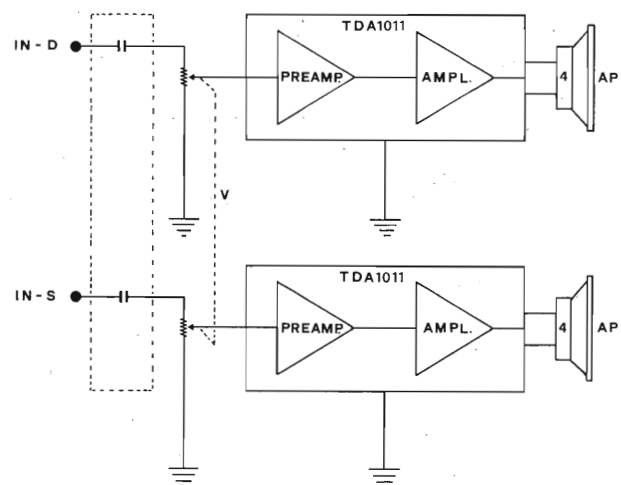 TDA1011
IN-D
PREAMP.
AMPL.
4
AP
V
TDA1011
IN-S
PREAMP.
AMPL.
4
AP